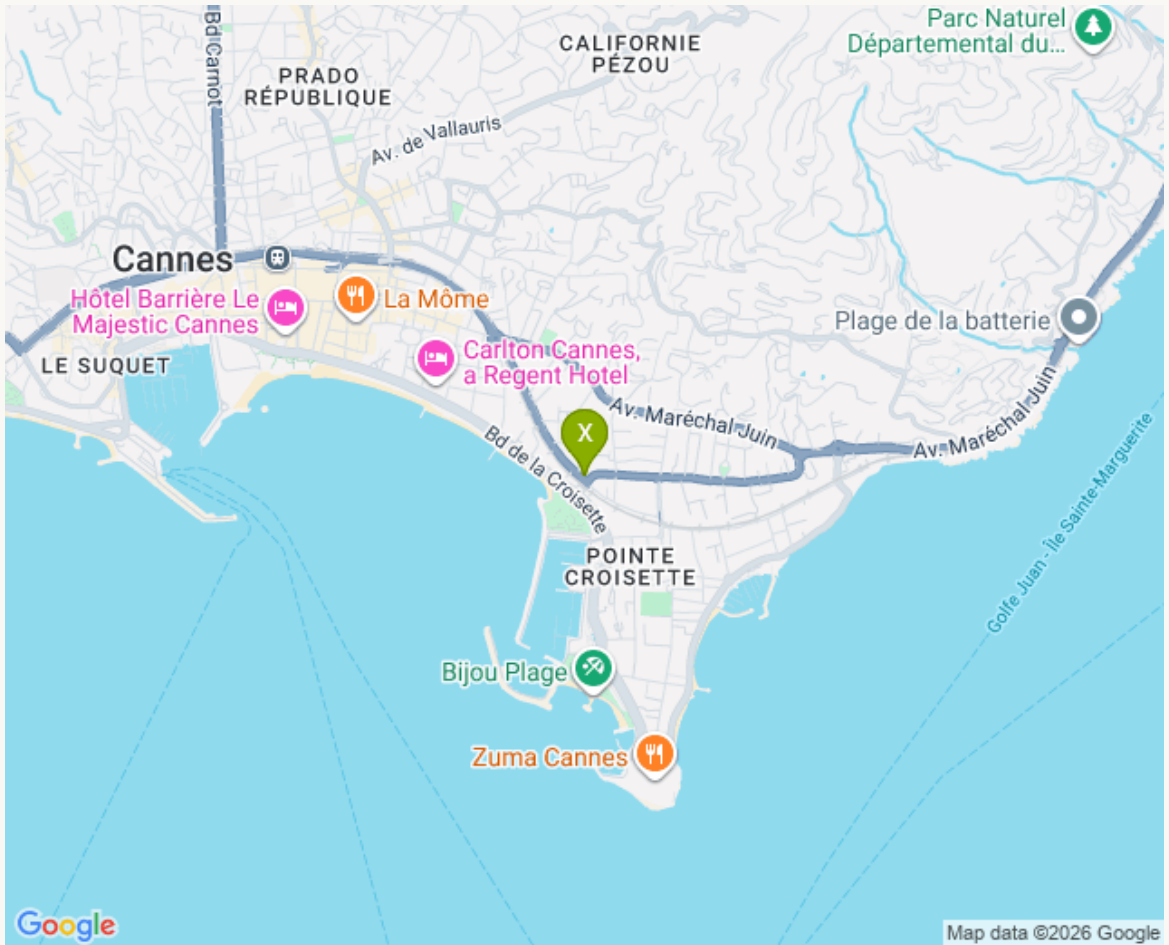 Parc Naturel
Départemental du...
CALIFORNIE
PÉZOU
Bd Carnot
PRADO
RÉPUBLIQUE
Av. de Vallauris
Cannes
Hôtel Barrière Le
Majestic Cannes
La Môme
Plage de la batterie
LE SUQUET
Carlton Cannes,
a Regent Hotel
Av. Maréchal Juin
Av. Maréchal Juin
X
Bd de la Croisette
Golfe Juan - Île Sainte-Marguerite
POINTE
CROISETTE
Bijou Plage
Zuma Cannes
Google
Map data ©2026 Google